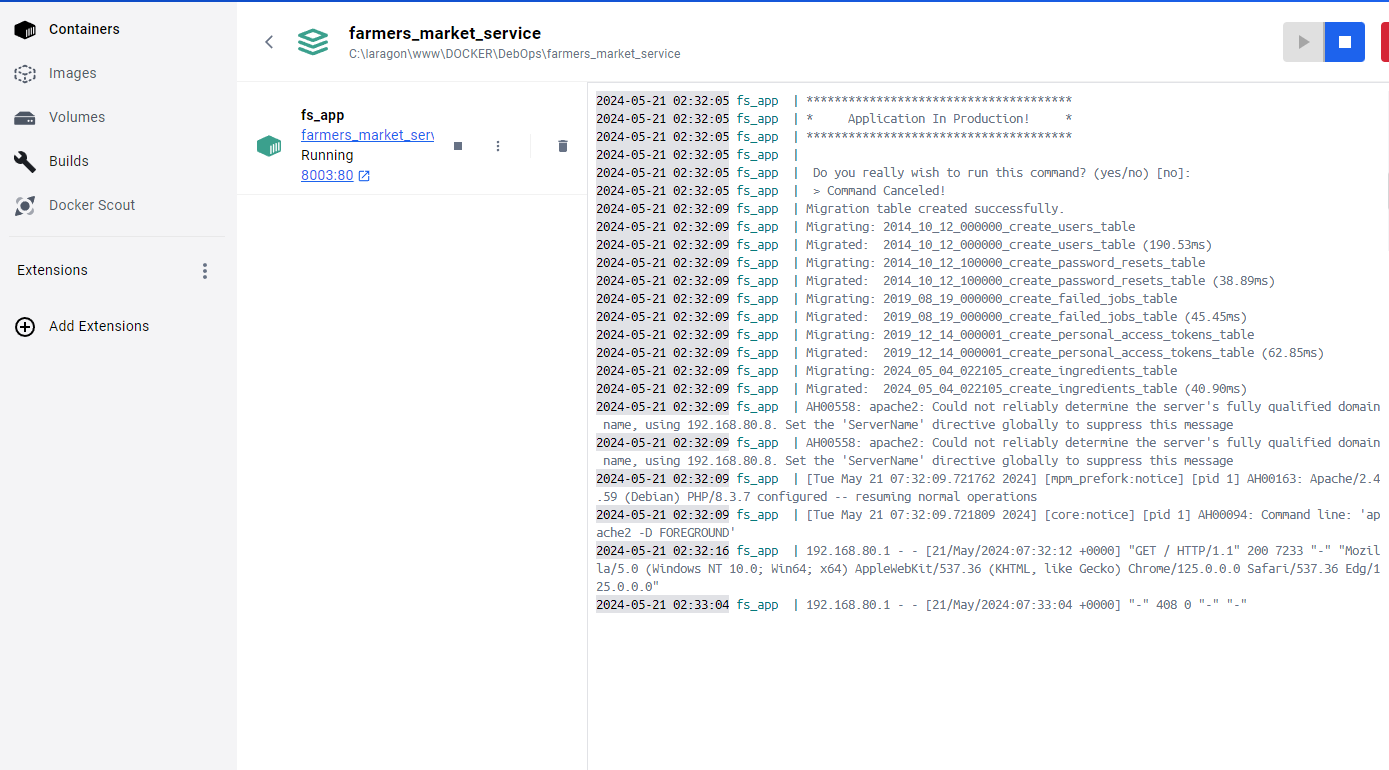 Containers
Images
Volumes
Builds
Docker Scout
Extensions
Add Extensions
farmers_market_service
C:\laragon\www\DOCKER\DebOps\farmers_market_service
fs_app
farmers_market_serv
Running
8003:80
2024-05-21 02:32:05 fs_app | **************************************
2024-05-21 02:32:05 fs_app | *     Application In Production!     *
2024-05-21 02:32:05 fs_app | **************************************
2024-05-21 02:32:05 fs_app |
Do you really wish to run this command? (yes/no) [no]:
2024-05-21 02:32:05 fs_app | > Command Canceled!
2024-05-21 02:32:09 fs_app | Migration table created successfully.
2024-05-21 02:32:09 fs_app | Migrating: 2014_10_12_000000_create_users_table
2024-05-21 02:32:09 fs_app | Migrated:  2014_10_12_000000_create_users_table (190.53ms)
2024-05-21 02:32:09 fs_app | Migrating: 2014_10_12_100000_create_password_resets_table
2024-05-21 02:32:09 fs_app | Migrated:  2014_10_12_100000_create_password_resets_table (38.89ms)
2024-05-21 02:32:09 fs_app | Migrating: 2019_08_19_000000_create_failed_jobs_table
2024-05-21 02:32:09 fs_app | Migrated:  2019_08_19_000000_create_failed_jobs_table (45.45ms)
2024-05-21 02:32:09 fs_app | Migrating: 2019_12_14_000001_create_personal_access_tokens_table
2024-05-21 02:32:09 fs_app | Migrated:  2019_12_14_000001_create_personal_access_tokens_table (62.85ms)
2024-05-21 02:32:09 fs_app | Migrating: 2024_05_04_022105_create_ingredients_table
2024-05-21 02:32:09 fs_app | Migrated:  2024_05_04_022105_create_ingredients_table (40.90ms)
2024-05-21 02:32:09 fs_app | AH00558: apache2: Could not reliably determine the server's fully qualified domain
name, using 192.168.80.8. Set the 'ServerName' directive globally to suppress this message
2024-05-21 02:32:09 fs_app | AH00558: apache2: Could not reliably determine the server's fully qualified domain
name, using 192.168.80.8. Set the 'ServerName' directive globally to suppress this message
2024-05-21 02:32:09 fs_app | [Tue May 21 07:32:09.721762 2024] [mpm_prefork:notice] [pid 1] AH00163: Apache/2.4
.59 (Debian) PHP/8.3.7 configured -- resuming normal operations
2024-05-21 02:32:09 fs_app | [Tue May 21 07:32:09.721809 2024] [core:notice] [pid 1] AH00094: Command line: 'ap
ache2 -D FOREGROUND'
2024-05-21 02:32:16 fs_app | 192.168.80.1 - - [21/May/2024:07:32:12 +0000] "GET / HTTP/1.1" 200 7233 "-" "Mozil
la/5.0 (Windows NT 10.0; Win64; x64) AppleWebKit/537.36 (KHTML, like Gecko) Chrome/125.0.0.0 Safari/537.36 Edg/1
25.0.0.0"
2024-05-21 02:33:04 fs_app | 192.168.80.1 - - [21/May/2024:07:33:04 +0000] "-" 408 0 "-" "-"